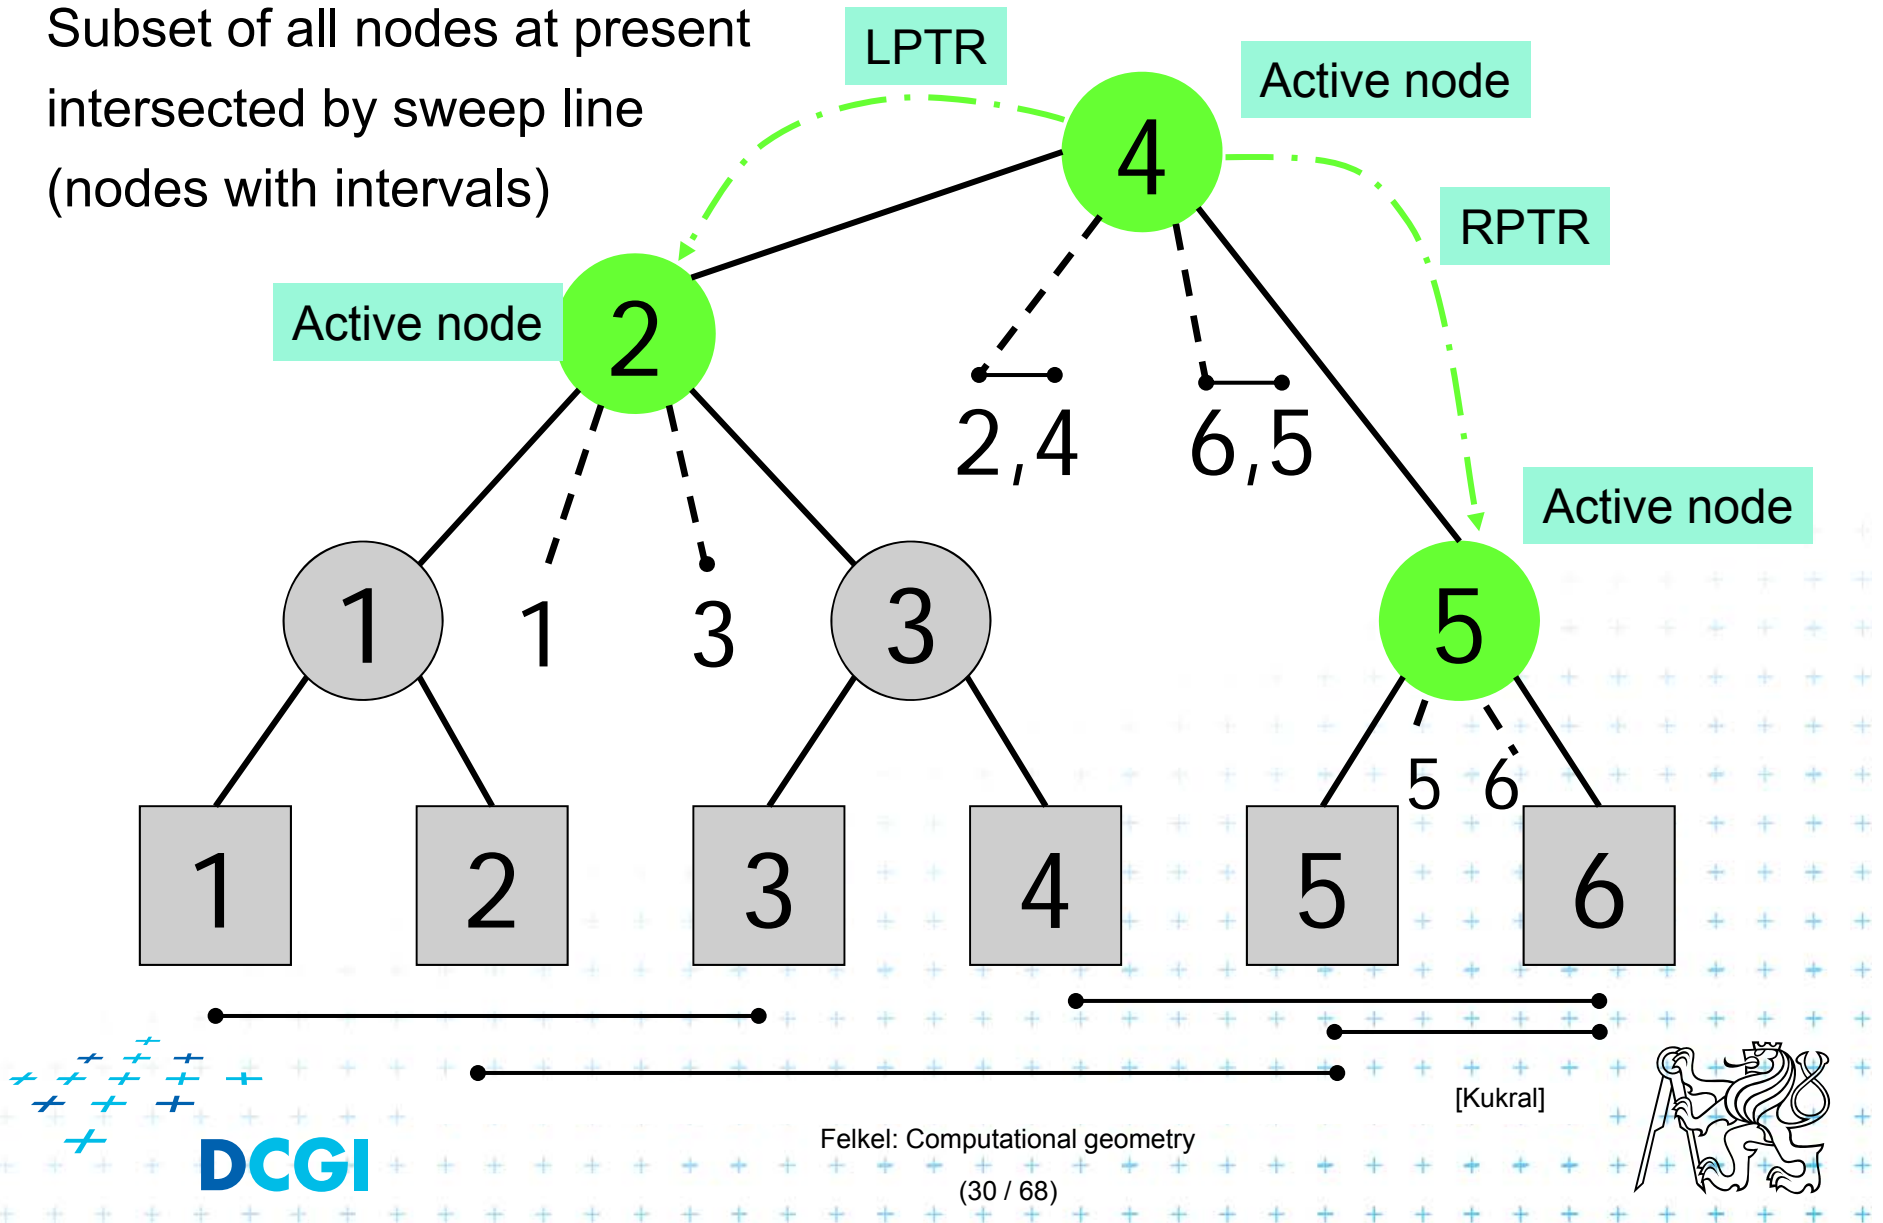 Subset of all nodes at present
intersected by sweep line
(nodes with intervals)
LPTR
Active node
4
RPTR
Active node
2
2,4
6,5
Active node
1
1
3
3
5
5 6
1
2
3
4
5
6
[Kukral]
DCGI
Felkel: Computational geometry
(30 / 68)